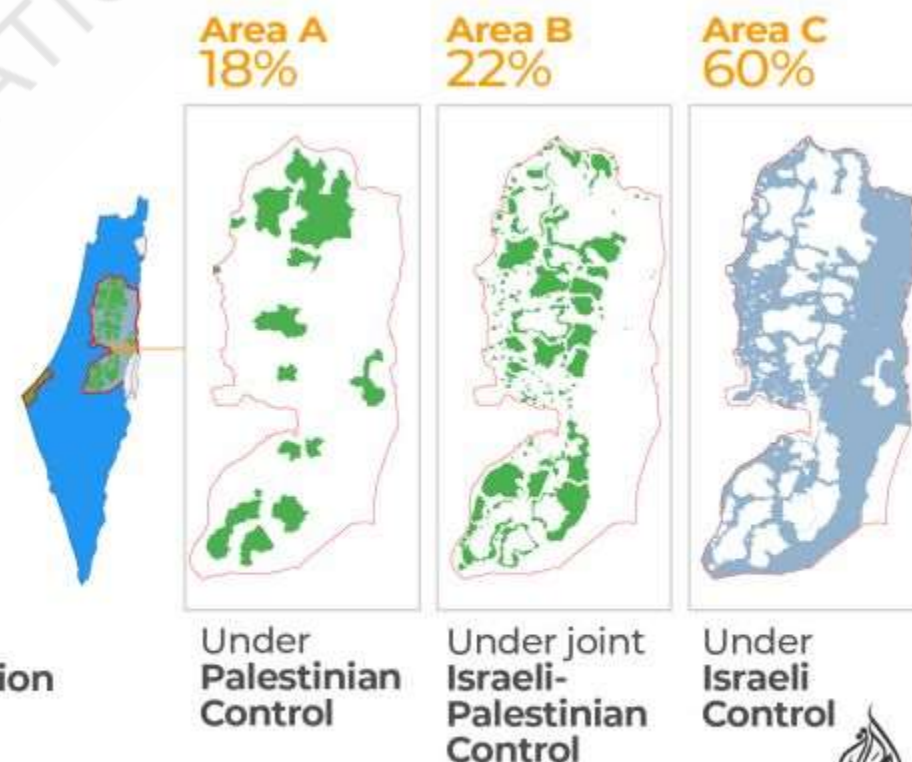 Area A
18%
Area B
22%
Area C
60%
ion
Under
Palestinian
Control
Under joint
Israeli-
Palestinian
Control
Under
Israeli
Control